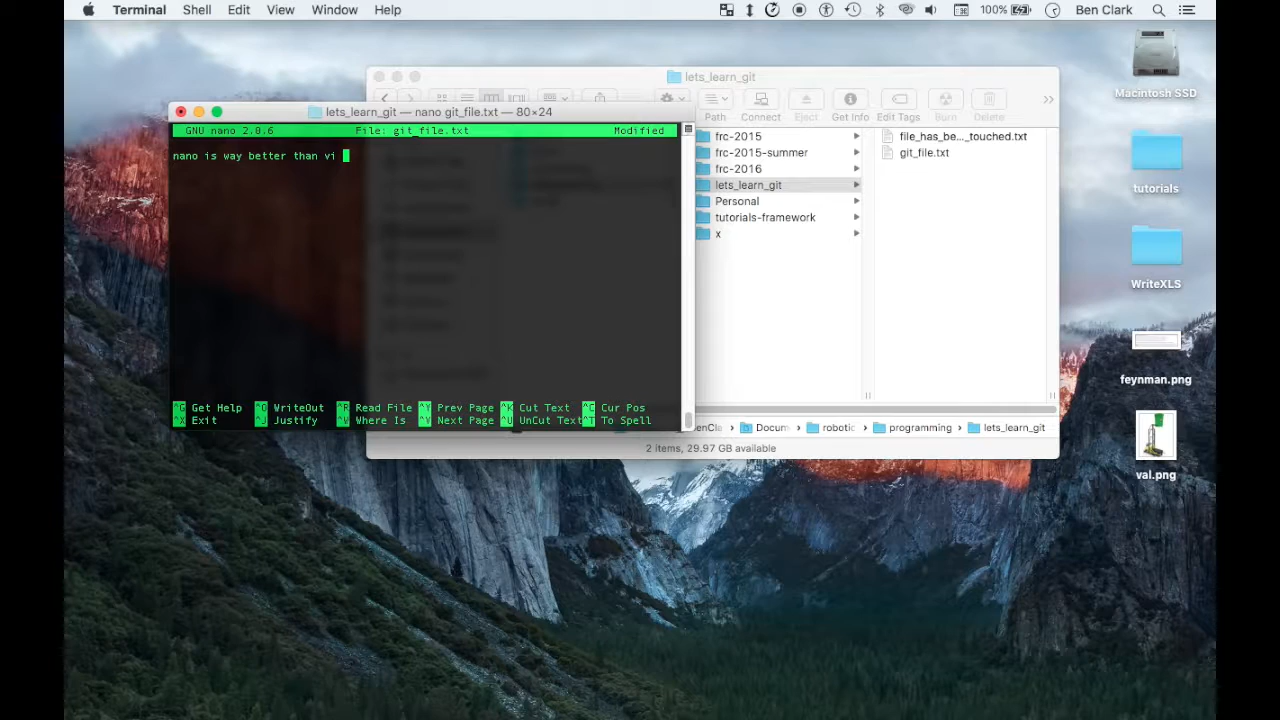 Terminal Shell Edit View Window Help 100% Ben Clark
Macintosh SSD
tutorials
WriteXLS
feynman.png
val.png
lets_learn_git
Path Connect Eject Get Info Edit Tags Burn Delete
frc-2015
frc-2015-summer
frc-2016
lets_learn_git
Personal
tutorials-framework
x
file_has_be..._touched.txt
git_file.txt
Docum robotic programming lets_learn_git
2 items, 29.97 GB available
lets_learn_git — nano git_file.txt — 80×24
GNU nano 2.0.6 File: git_file.txt Modified
nano is way better than vi
^G Get Help ^O WriteOut ^R Read File ^Y Prev Page ^K Cut Text ^C Cur Pos
^X Exit ^J Justify ^W Where Is ^V Next Page ^U UnCut Text ^T To Spell